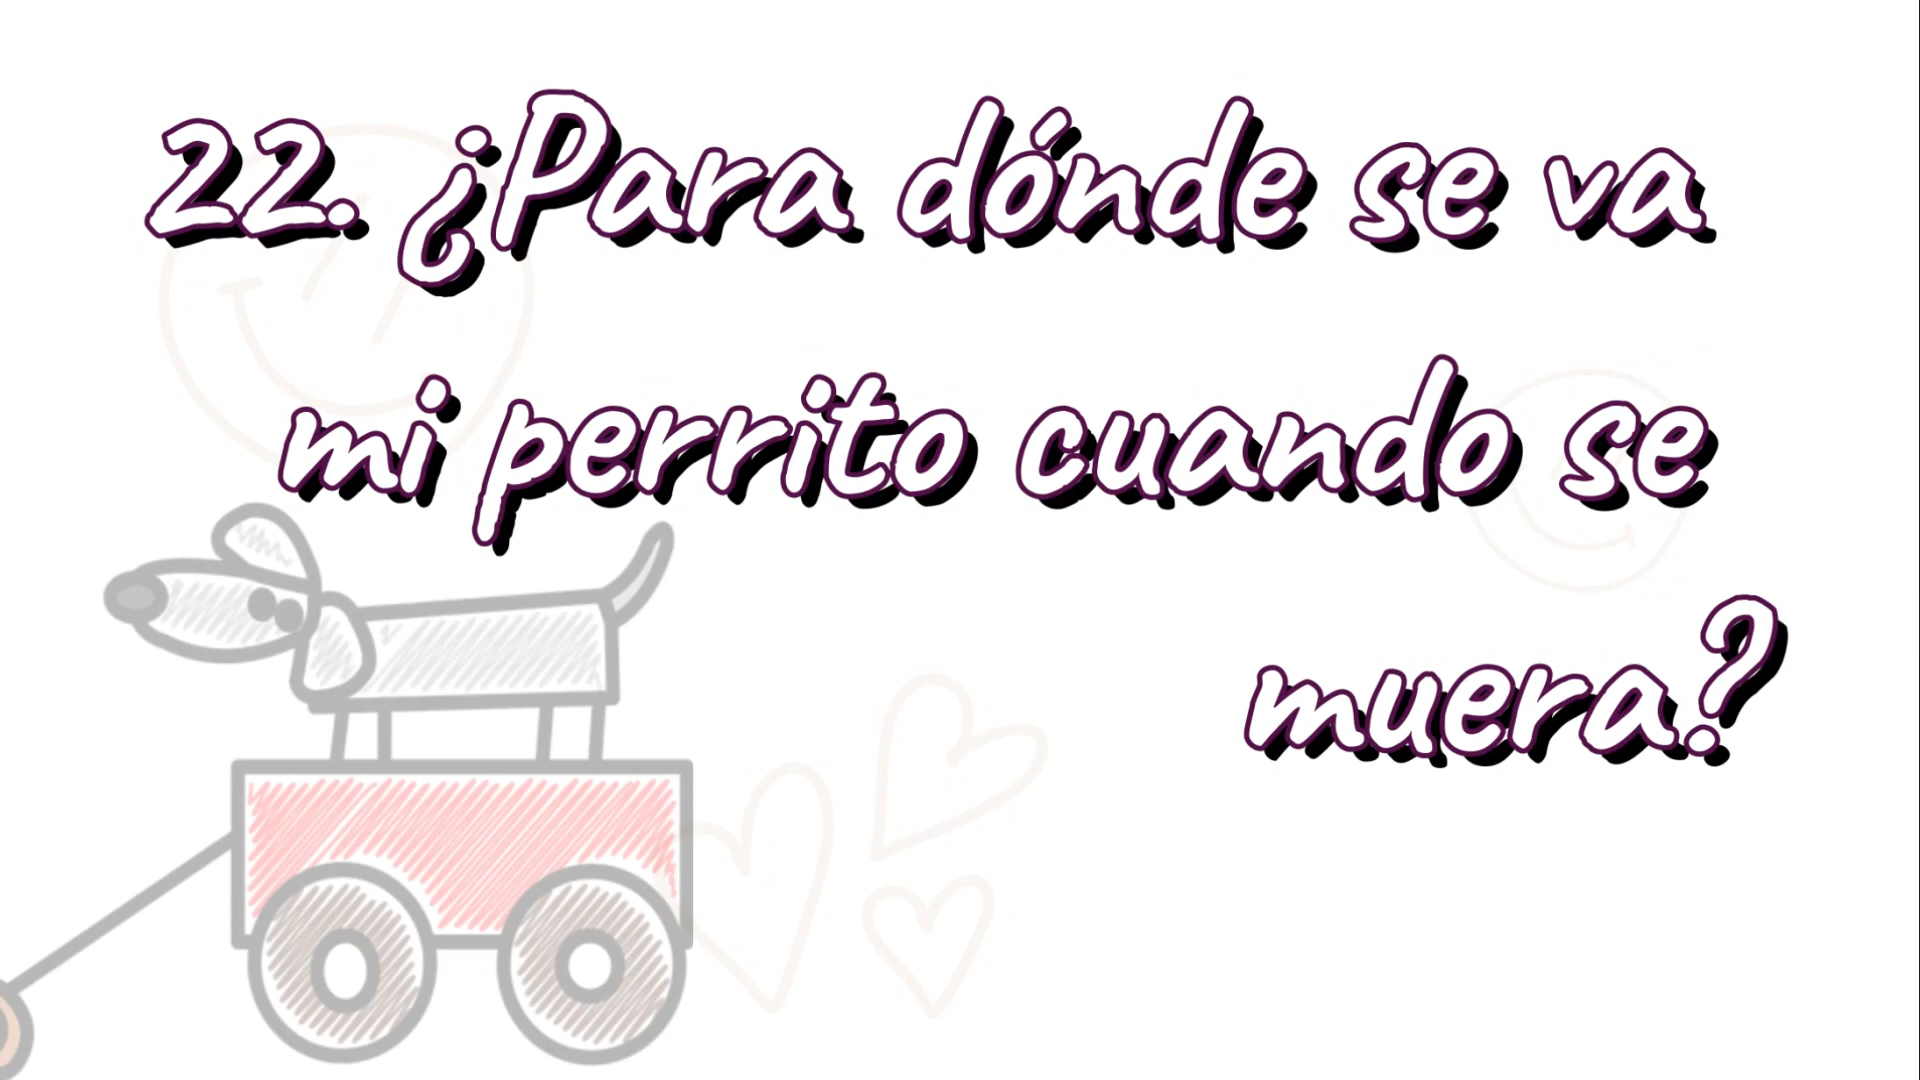 22. ¿Para dónde se va
mi perrito cuando se
muera?